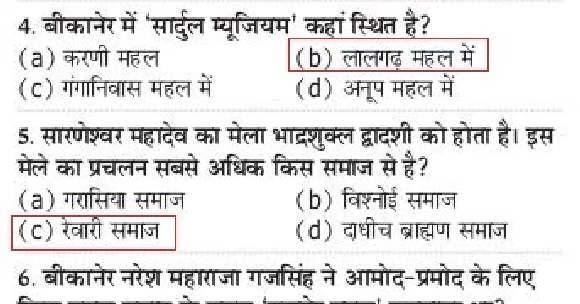 4. बीकानेर में 'सार्दुल म्यूजियम' कहां स्थित है?
(a) करणी महल (b) लालगढ़ महल में
(c) गंगानिवास महल में (d) अनूप महल में
5. सारणेश्वर महादेव का मेला भाद्रशुक्ल द्वादशी को होता है। इस
मेले का प्रचलन सबसे अधिक किस समाज से है?
(a) गरासिया समाज (b) विश्नोई समाज
(c) रेवारी समाज (d) दाधीच ब्राह्मण समाज
6. बीकानेर नरेश महाराजा गजसिंह ने आमोद-प्रमोद के लिए